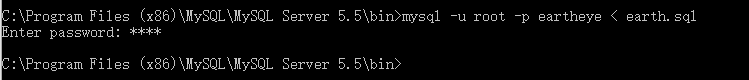 C:\Program Files (x86)\MySQL\MySQL Server 5.5\bin>mysql -u root -p eartheye < earth.sql
Enter password: ****
C:\Program Files (x86)\MySQL\MySQL Server 5.5\bin>